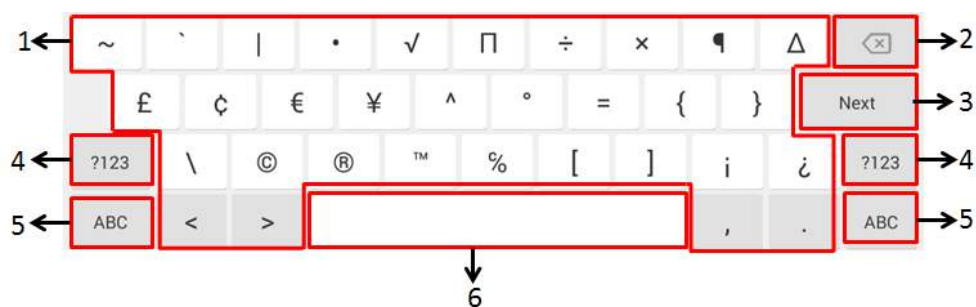 1 ~ ` | • √ Π ÷ × ¶ Δ 2
£ ¢ € ¥ ^ ° = { } Next 3
4 ?123 \ © ® ™ ℅ [ ] ¡ ¿ ?123 4
5 ABC < > , . ABC 5
6